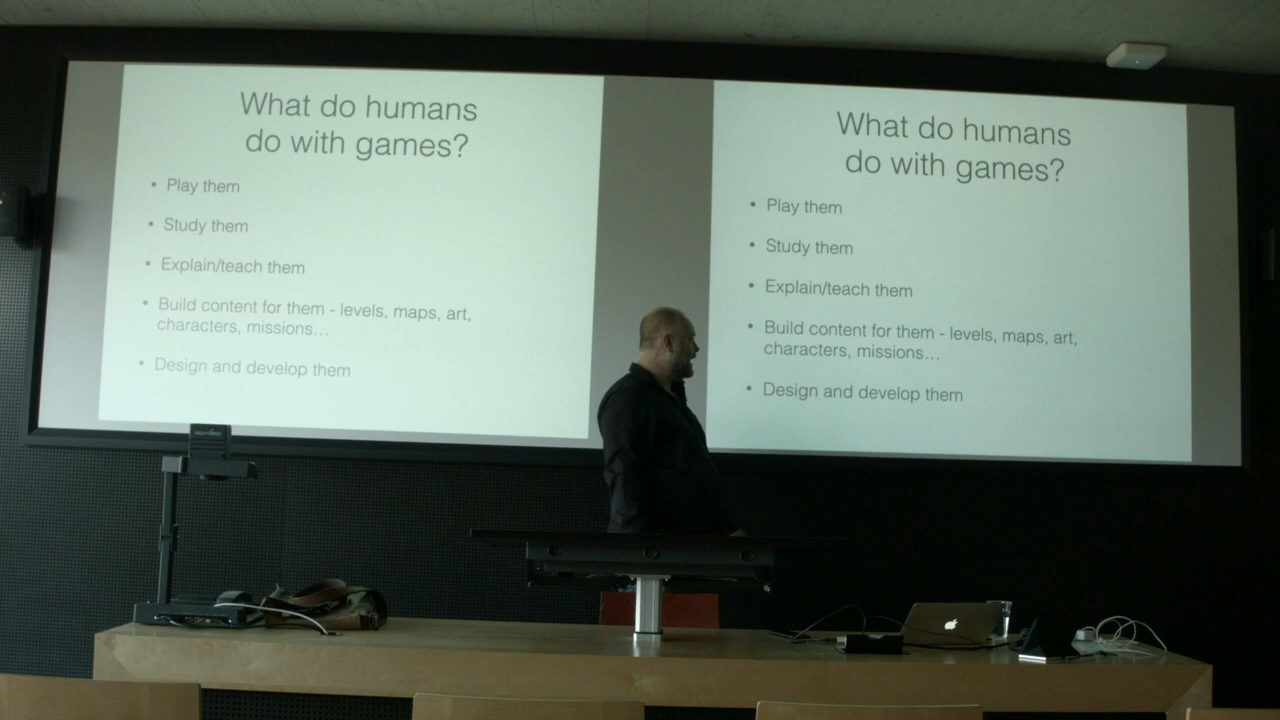 What do humans
do with games?
• Play them
• Study them
• Explain/teach them
• Build content for them - levels, maps, art,
characters, missions…
• Design and develop them
What do humans
do with games?
• Play them
• Study them
• Explain/teach them
• Build content for them - levels, maps, art,
characters, missions…
• Design and develop them